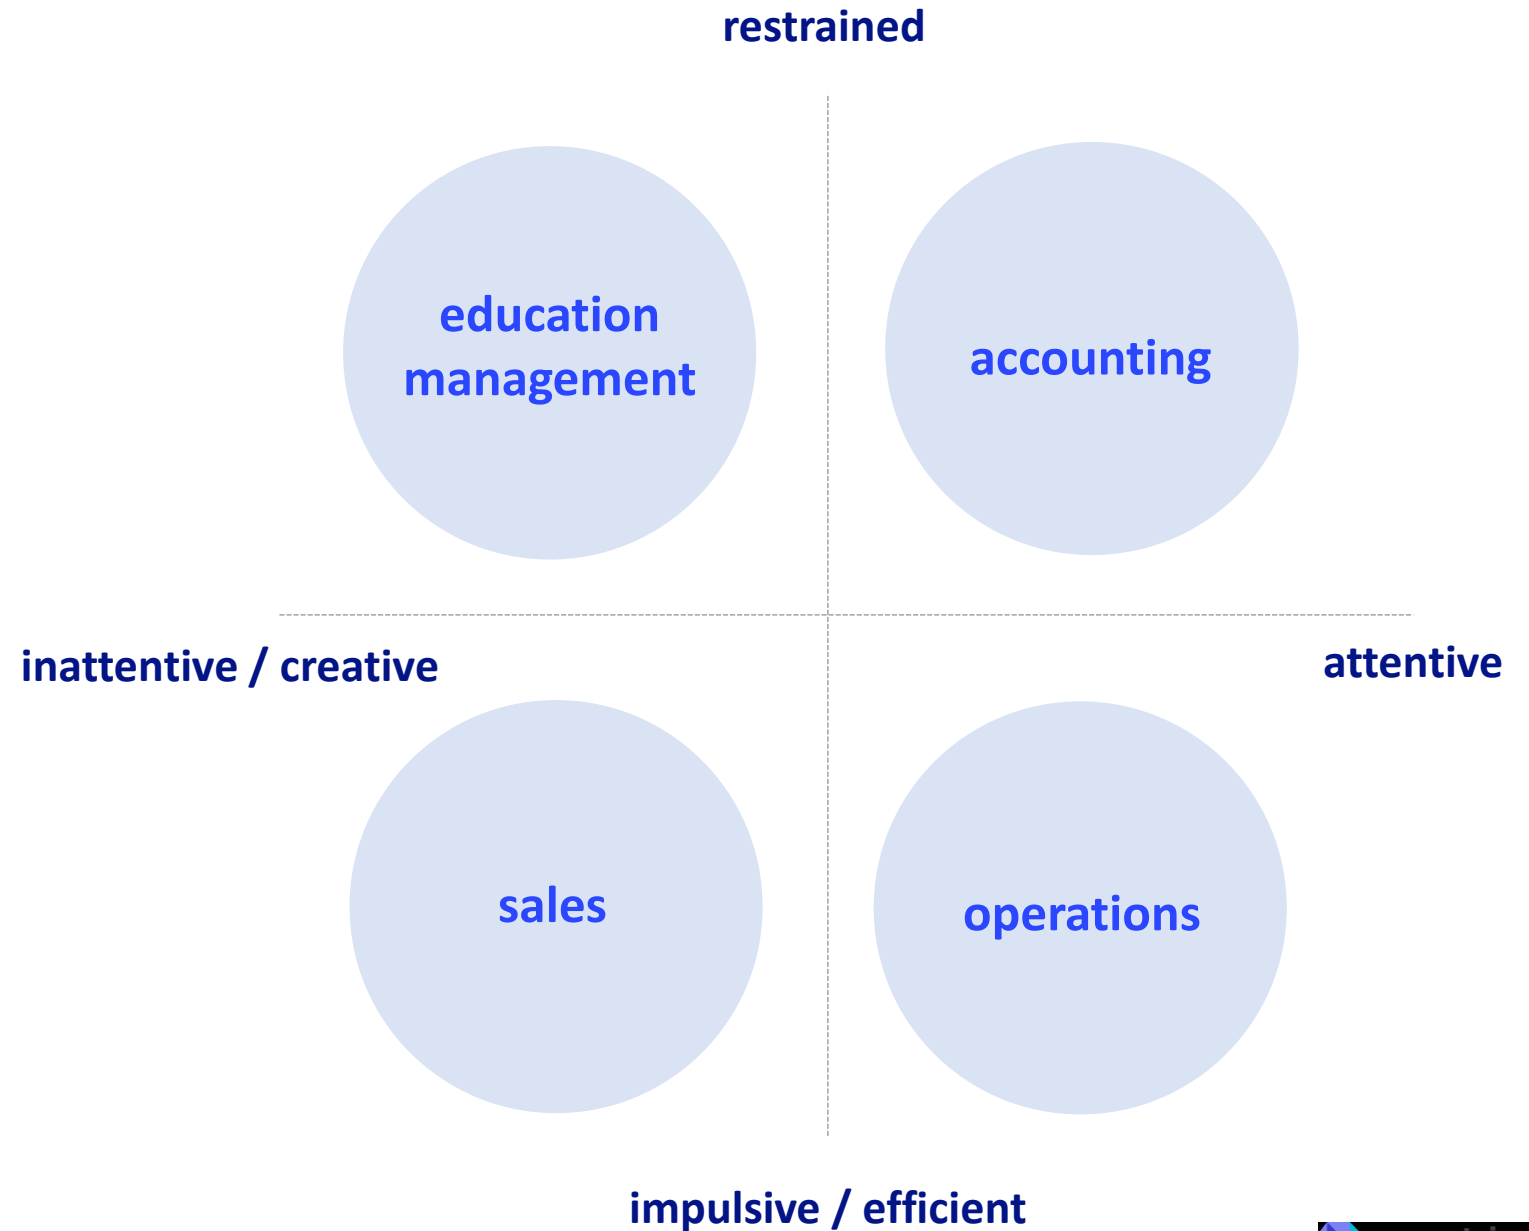 restrained
education
management
accounting
inattentive / creative
attentive
sales
operations
impulsive / efficient